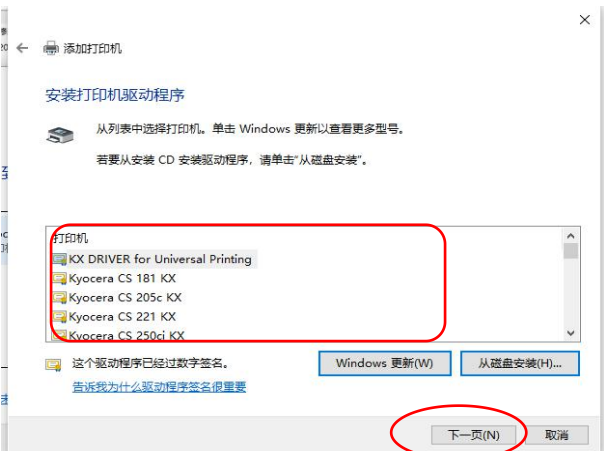 添加打印机
安装打印机驱动程序
从列表中选择打印机。单击 Windows 更新以查看更多型号。
若要从安装 CD 安装驱动程序，请单击“从磁盘安装”。
打印机
KX DRIVER for Universal Printing
Kyocera CS 181 KX
Kyocera CS 205c KX
Kyocera CS 221 KX
Kyocera CS 250ci KX
这个驱动程序已经过数字签名。
Windows 更新(W)
从磁盘安装(H)...
告诉我为什么驱动程序签名很重要
下一页(N)
取消